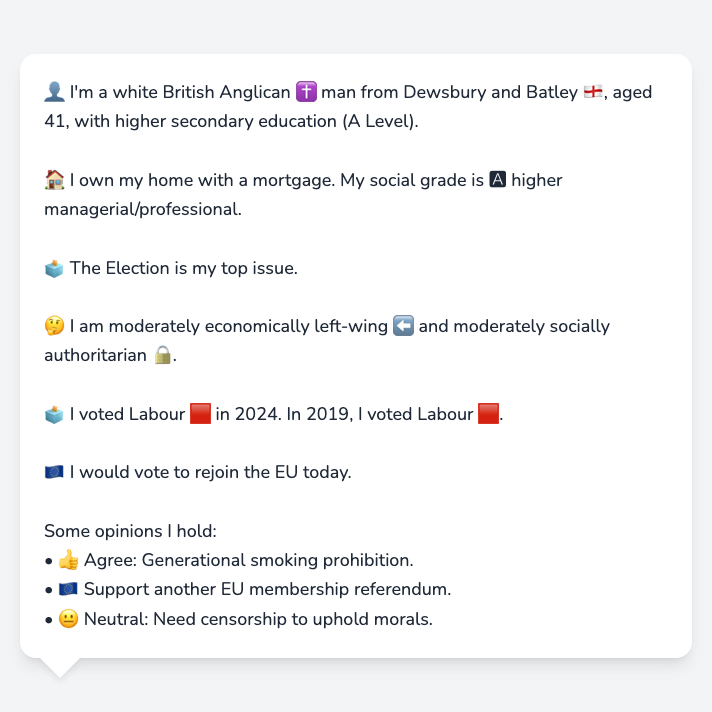 👤 I'm a white British Anglican ✝️ man from Dewsbury and Batley 🏴󠁧󠁢󠁥󠁮󠁧󠁿, aged
41, with higher secondary education (A Level).
🏠 I own my home with a mortgage. My social grade is 🅰 higher
managerial/professional.
🗳️ The Election is my top issue.
🤔 I am moderately economically left-wing ⬅️ and moderately socially
authoritarian 🔒.
🗳️ I voted Labour 🟥 in 2024. In 2019, I voted Labour 🟥.
🇪🇺 I would vote to rejoin the EU today.
Some opinions I hold:
• 👍 Agree: Generational smoking prohibition.
• 🇪🇺 Support another EU membership referendum.
• 😐 Neutral: Need censorship to uphold morals.